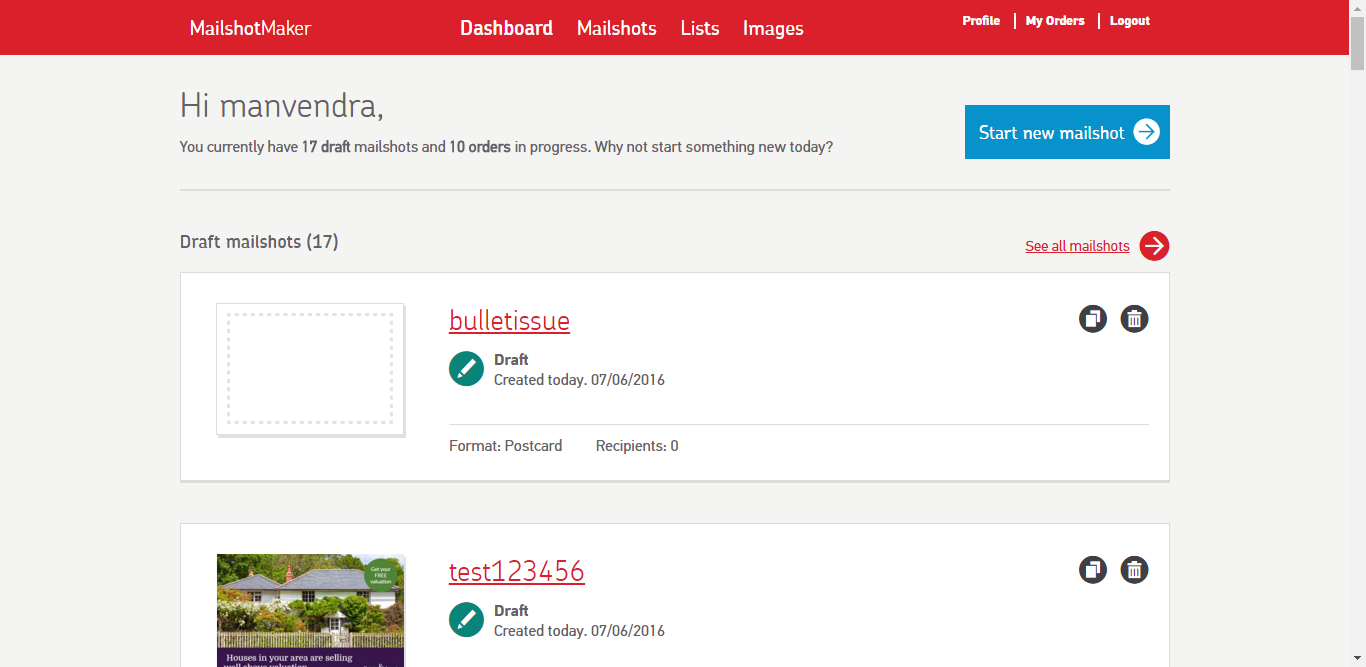 MailshotMaker Dashboard Mailshots Lists Images Profile My Orders Logout
Hi manvendra,
You currently have 17 draft mailshots and 10 orders in progress. Why not start something new today?
Start new mailshot
Draft mailshots (17)
See all mailshots
bulletissue
Draft
Created today. 07/06/2016
Format: Postcard Recipients: 0
test123456
Draft
Created today. 07/06/2016
Get your
FREE
valuation
Houses in your area are selling
well above valuation